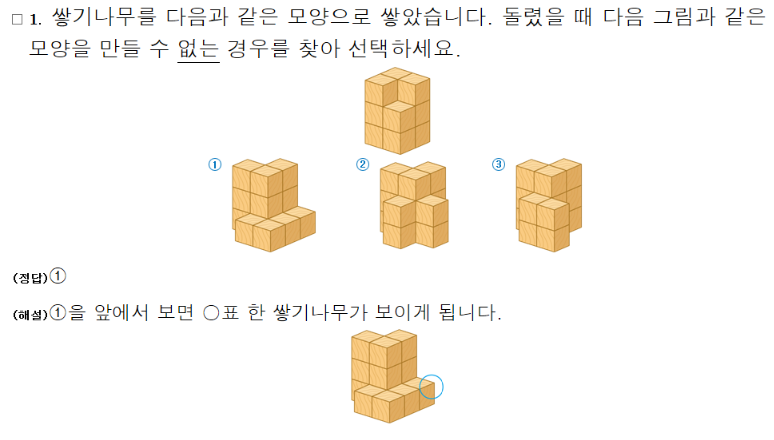 □ 1. 쌓기나무를 다음과 같은 모양으로 쌓았습니다. 돌렸을 때 다음 그림과 같은
모양을 만들 수 없는 경우를 찾아 선택하세요.
① ② ③
(정답)①
(해설)①을 앞에서 보면 ○표 한 쌓기나무가 보이게 됩니다.